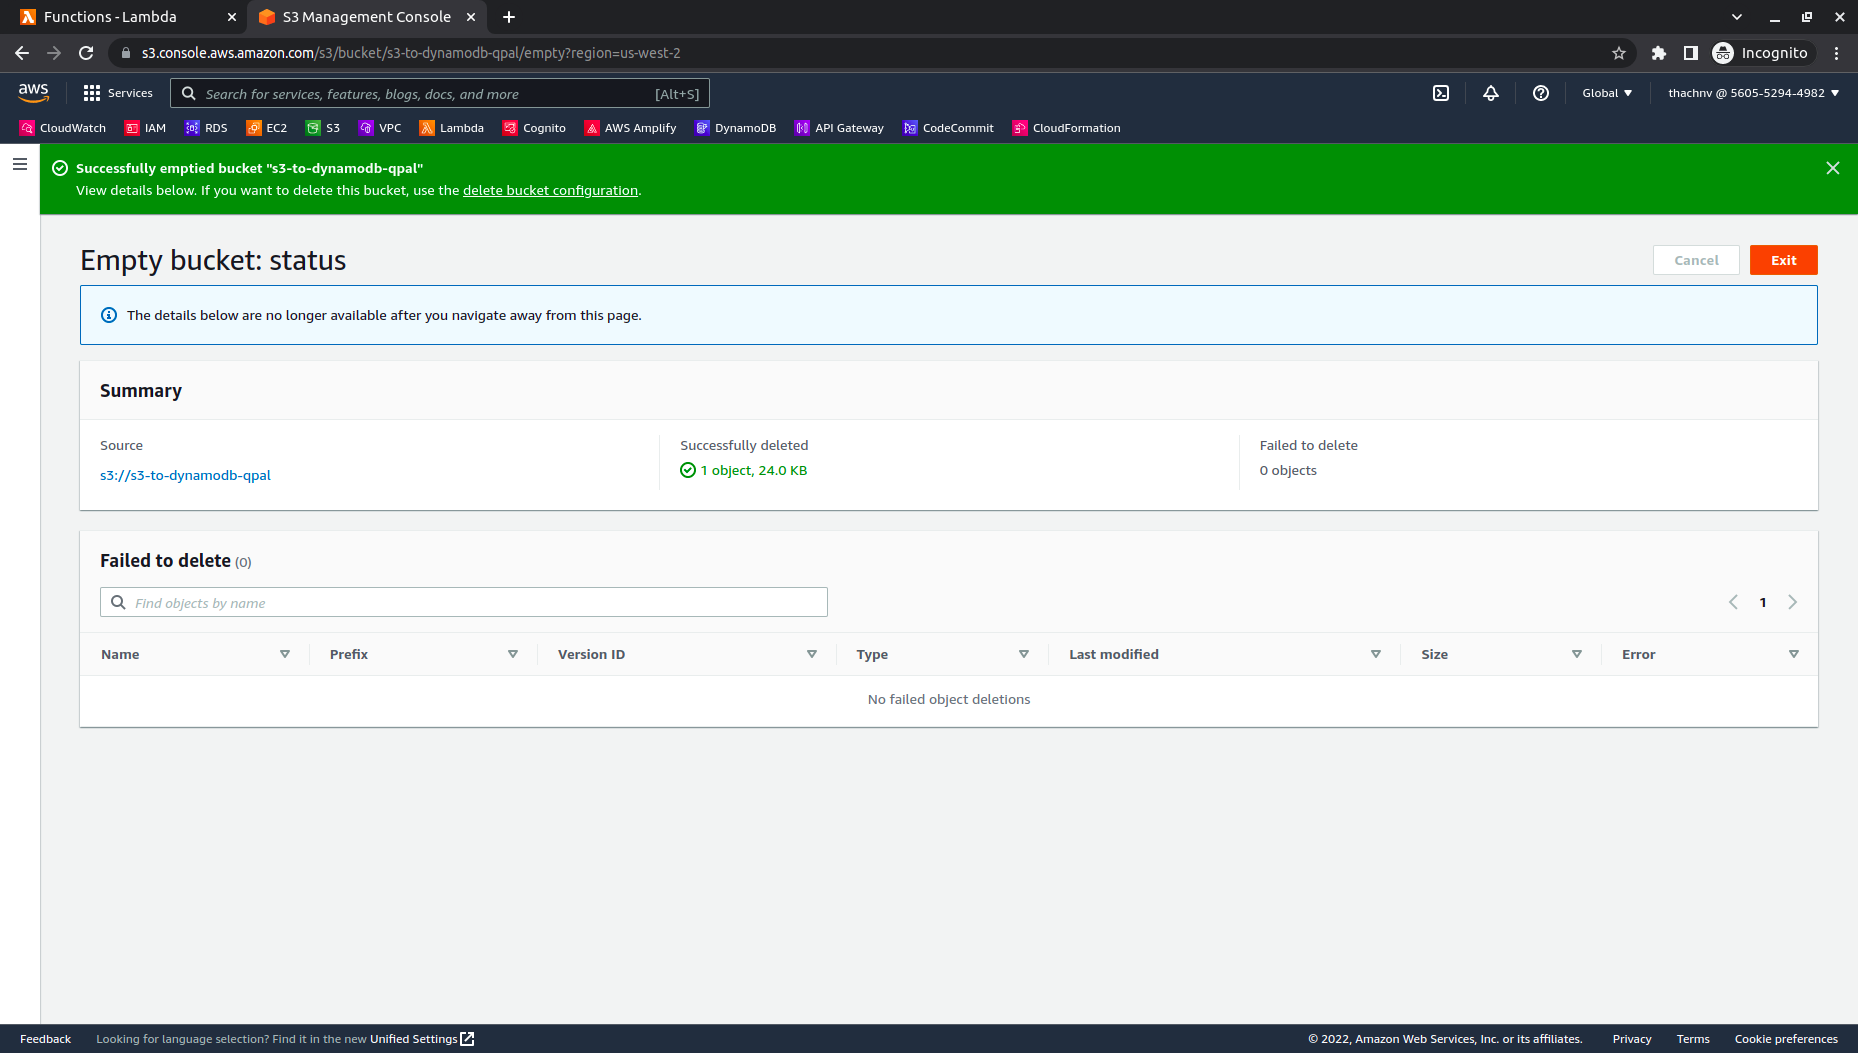 Functions - Lambda
S3 Management Console
s3.console.aws.amazon.com/s3/bucket/s3-to-dynamodb-qpal/empty?region=us-west-2
Incognito
aws
Services
Search for services, features, blogs, docs, and more
[Alt+S]
Global
thachnv @ 5605-5294-4982
CloudWatch
IAM
RDS
EC2
S3
VPC
Lambda
Cognito
AWS Amplify
DynamoDB
API Gateway
CodeCommit
CloudFormation
Successfully emptied bucket "s3-to-dynamodb-qpal"
View details below. If you want to delete this bucket, use the delete bucket configuration.
Empty bucket: status
Cancel
Exit
The details below are no longer available after you navigate away from this page.
Summary
Source
s3://s3-to-dynamodb-qpal
Successfully deleted
1 object, 24.0 KB
Failed to delete
0 objects
Failed to delete (0)
Find objects by name
1
Name
Prefix
Version ID
Type
Last modified
Size
Error
No failed object deletions
Feedback
Looking for language selection? Find it in the new Unified Settings
© 2022, Amazon Web Services, Inc. or its affiliates.
Privacy
Terms
Cookie preferences